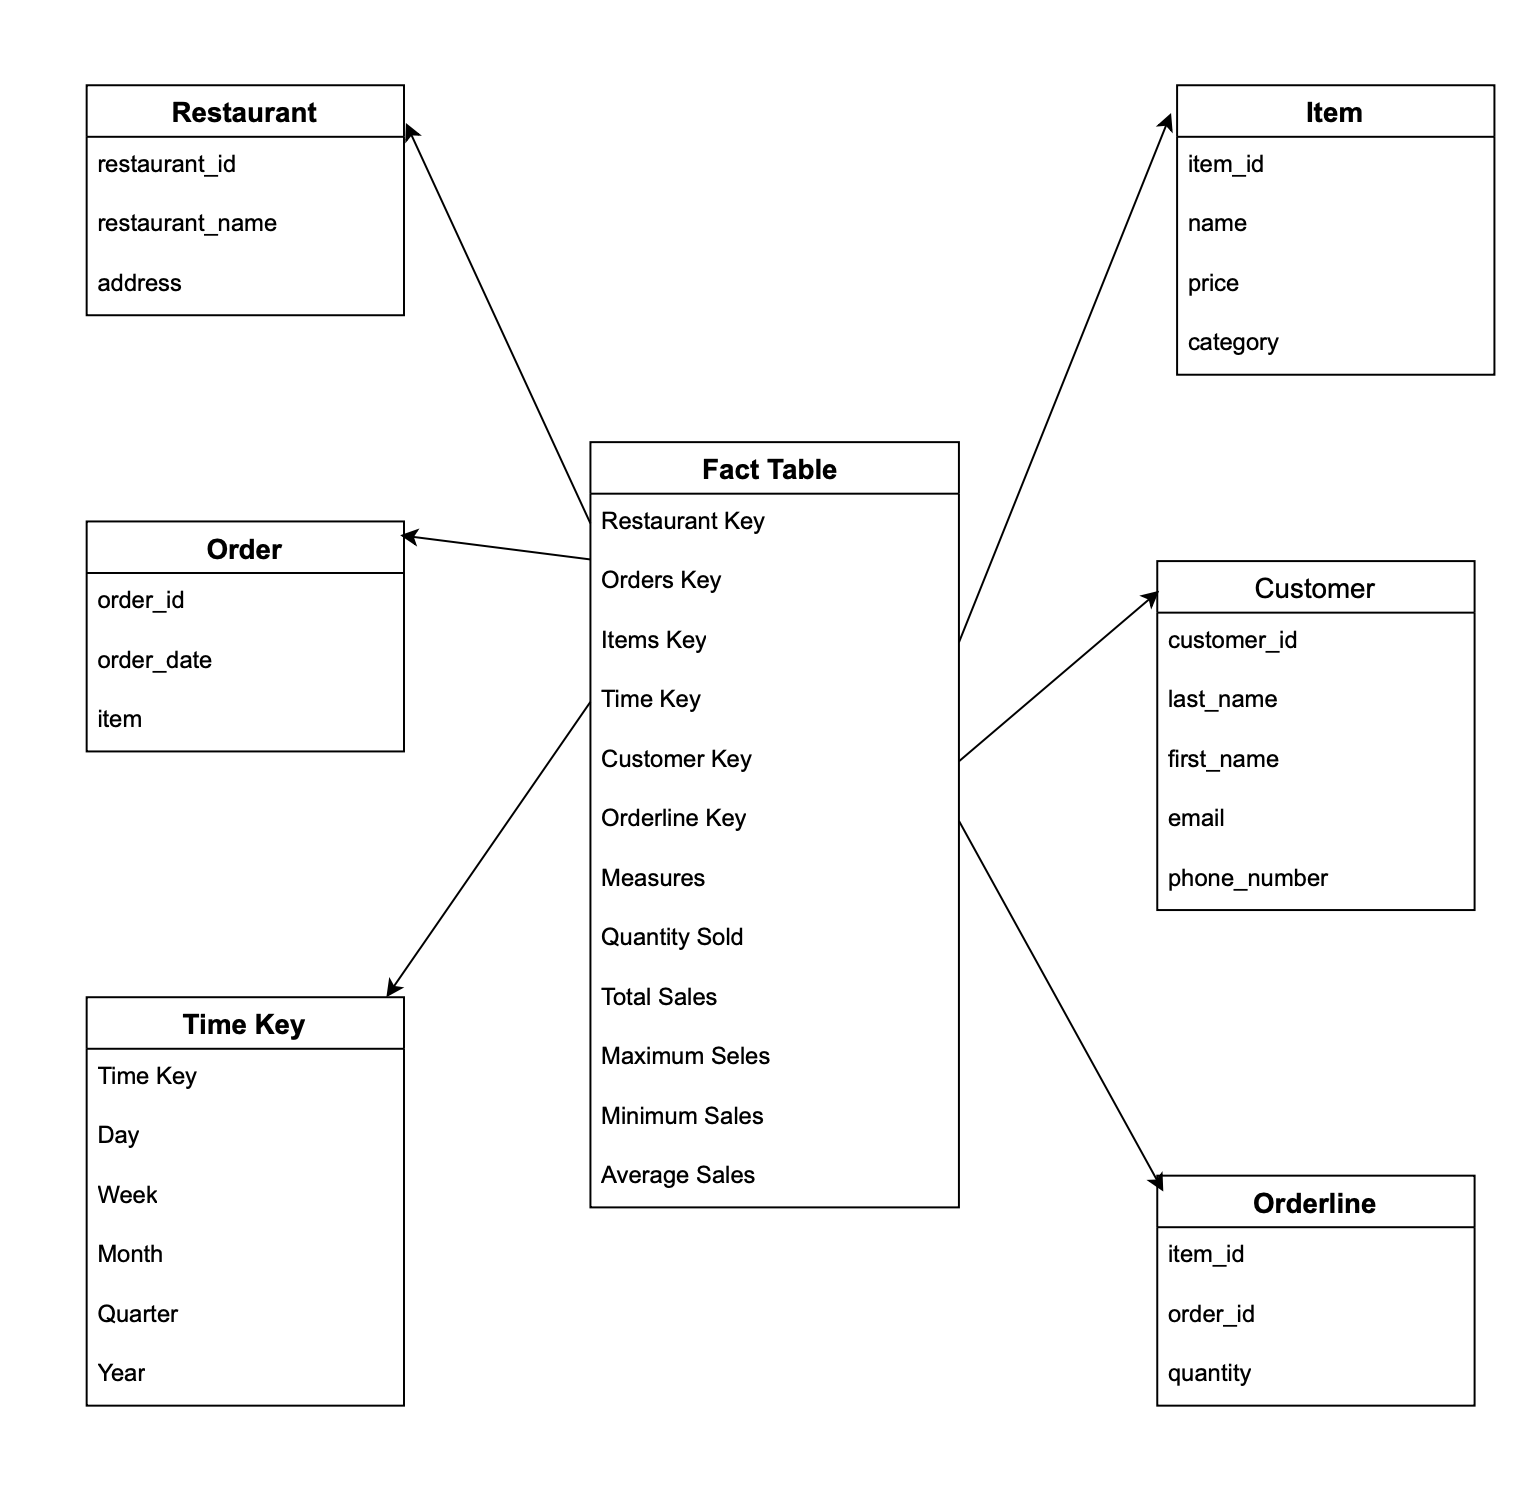 Restaurant
restaurant_id
restaurant_name
address
Item
item_id
name
price
category
Fact Table
Restaurant Key
Orders Key
Items Key
Time Key
Customer Key
Orderline Key
Measures
Quantity Sold
Total Sales
Maximum Seles
Minimum Sales
Average Sales
Order
order_id
order_date
item
Customer
customer_id
last_name
first_name
email
phone_number
Time Key
Time Key
Day
Week
Month
Quarter
Year
Orderline
item_id
order_id
quantity